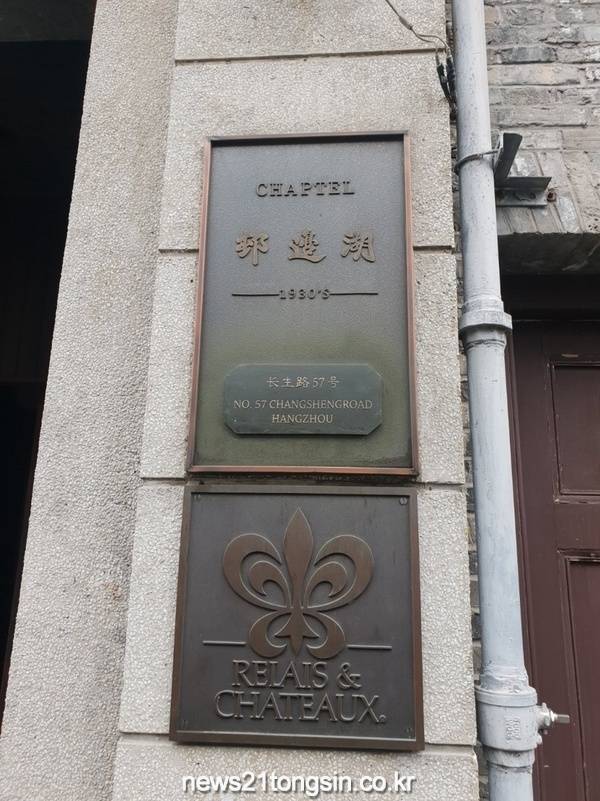 CHAPTEL
湖邊邨
1930'S
长生路57号
NO. 57 CHANGSHENGROAD
HANGZHOU
RELAIS &
CHATEAUX®
news21tongsin.co.kr